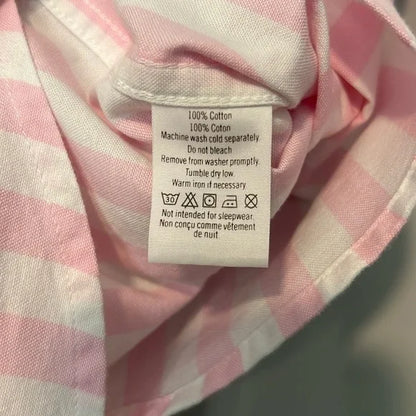 100% Cotton
100% Coton
Machine wash cold separately.
Do not bleach
Remove from washer promptly.
Tumble dry low.
Warm iron if necessary.
Not intended for sleepwear.
Non conçu comme vêtement
de nuit.